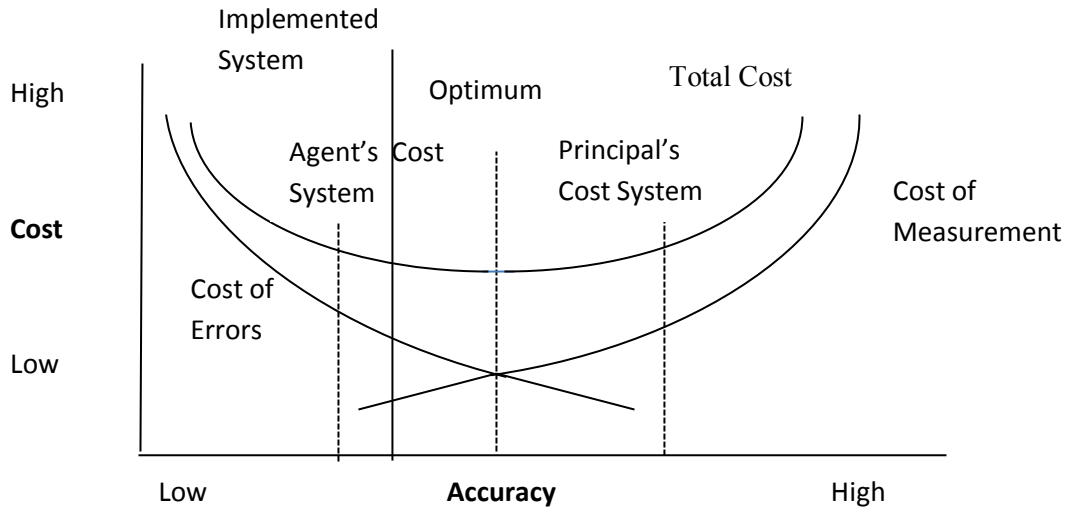 Implemented
System
High
Optimum
Total Cost
Agent's Cost
System
Principal's
Cost System
Cost of
Measurement
Cost
Cost of
Errors
Low
Low
Accuracy
High